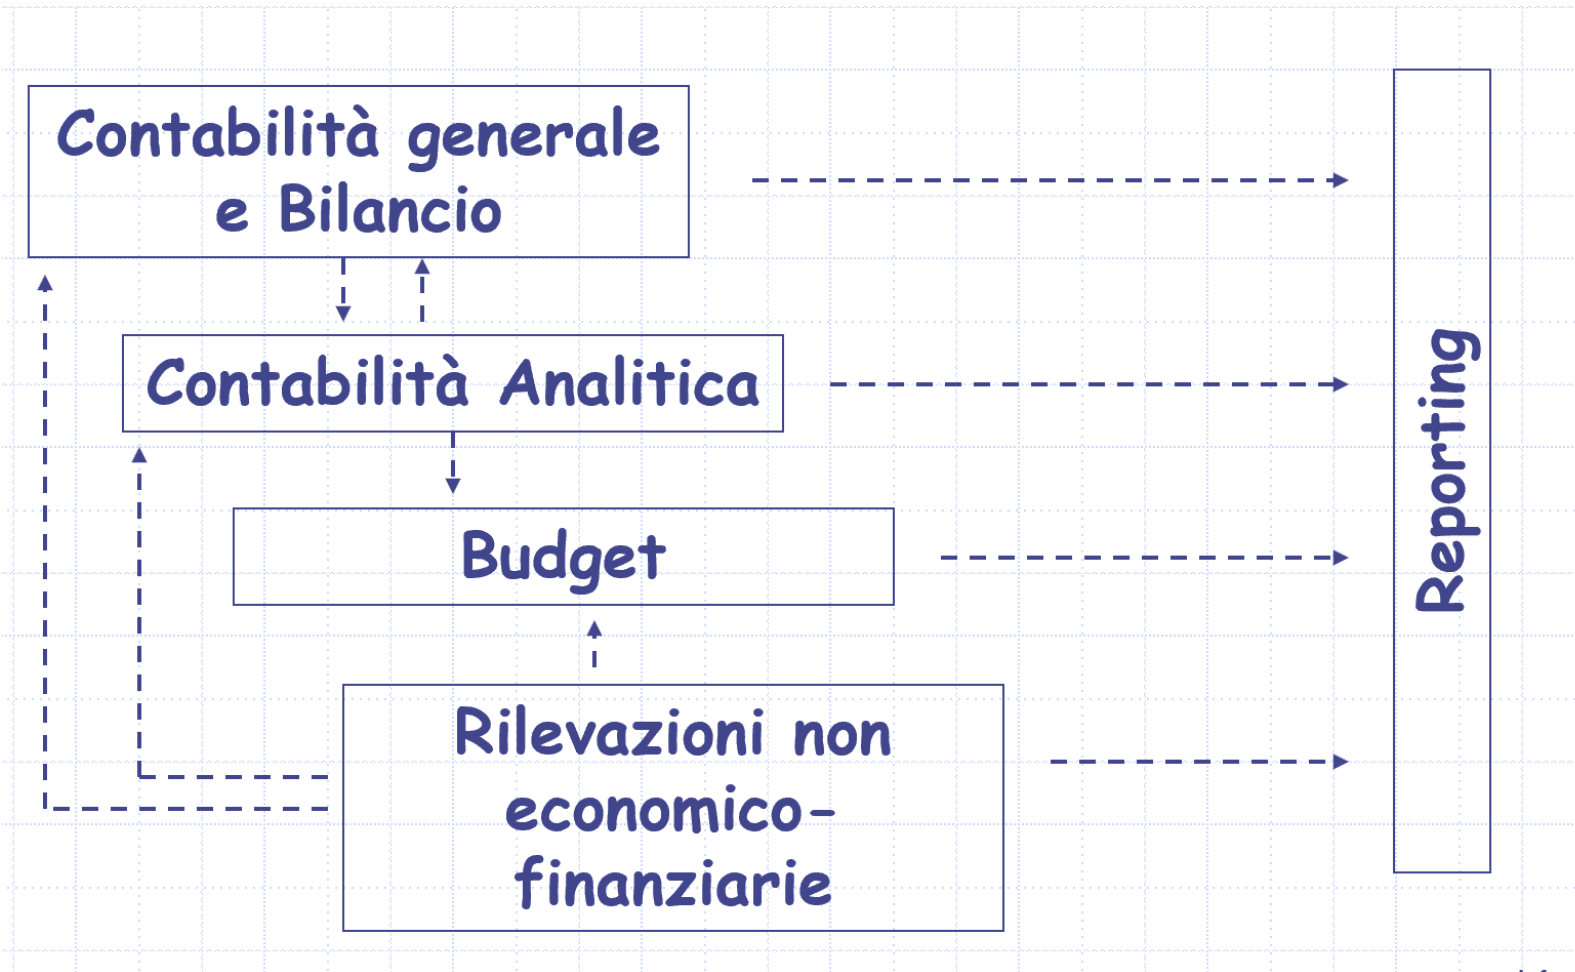 Contabilità generale
e Bilancio
Contabilità Analitica
Budget
Rilevazioni non
economico-
finanziarie
Reporting